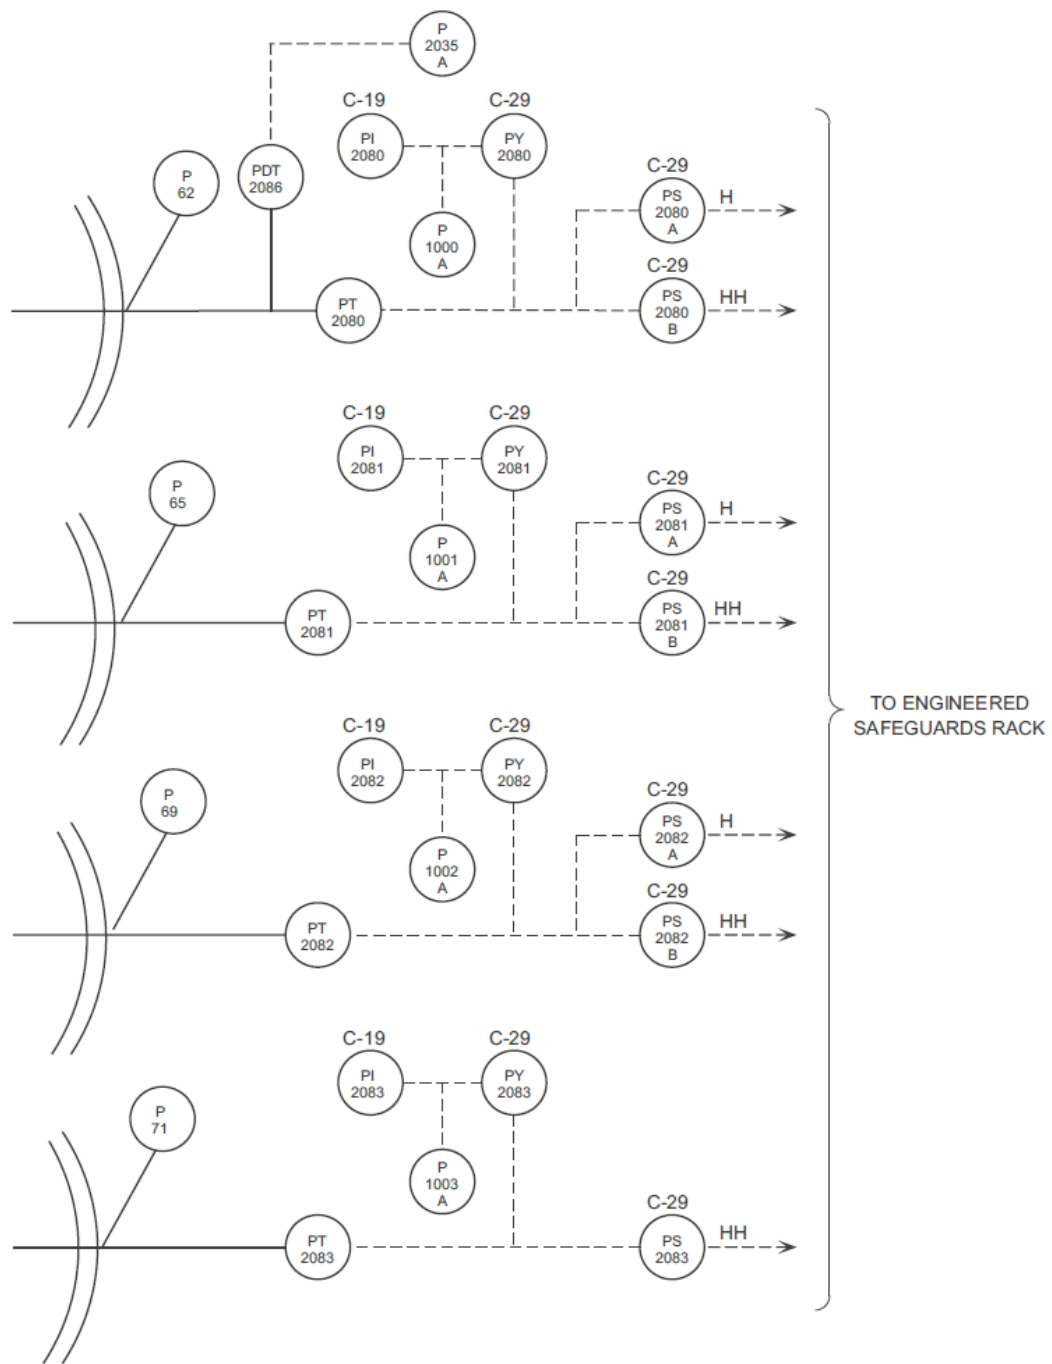 P
2035
A
C-19
C-29
PI
2080
PY
2080
P
62
PDT
2086
C-29
PS
2080
A
H
P
1000
A
C-29
PT
2080
PS
2080
B
HH
C-19
C-29
PI
2081
PY
2081
P
65
C-29
PS
2081
A
H
P
1001
A
C-29
PT
2081
PS
2081
B
HH
TO ENGINEERED
SAFEGUARDS RACK
C-19
C-29
PI
2082
PY
2082
P
69
C-29
PS
2082
A
H
P
1002
A
C-29
PT
2082
PS
2082
B
HH
C-19
C-29
PI
2083
PY
2083
P
71
P
1003
A
C-29
PT
2083
PS
2083
HH